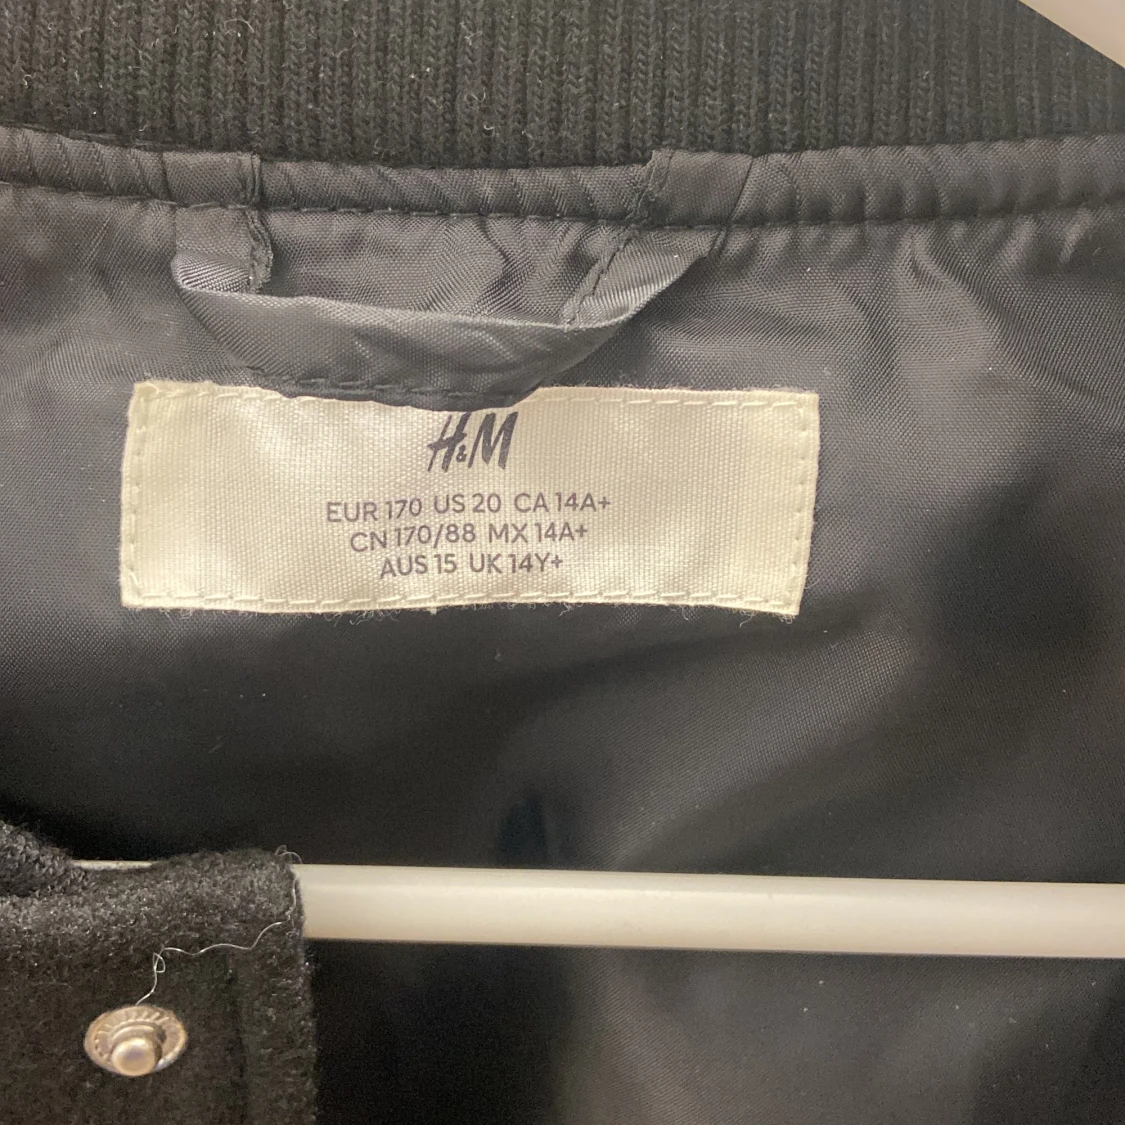 H&M
EUR 170 US 20 CA 14A+
CN 170/88 MX 14A+
AUS 15 UK 14Y+